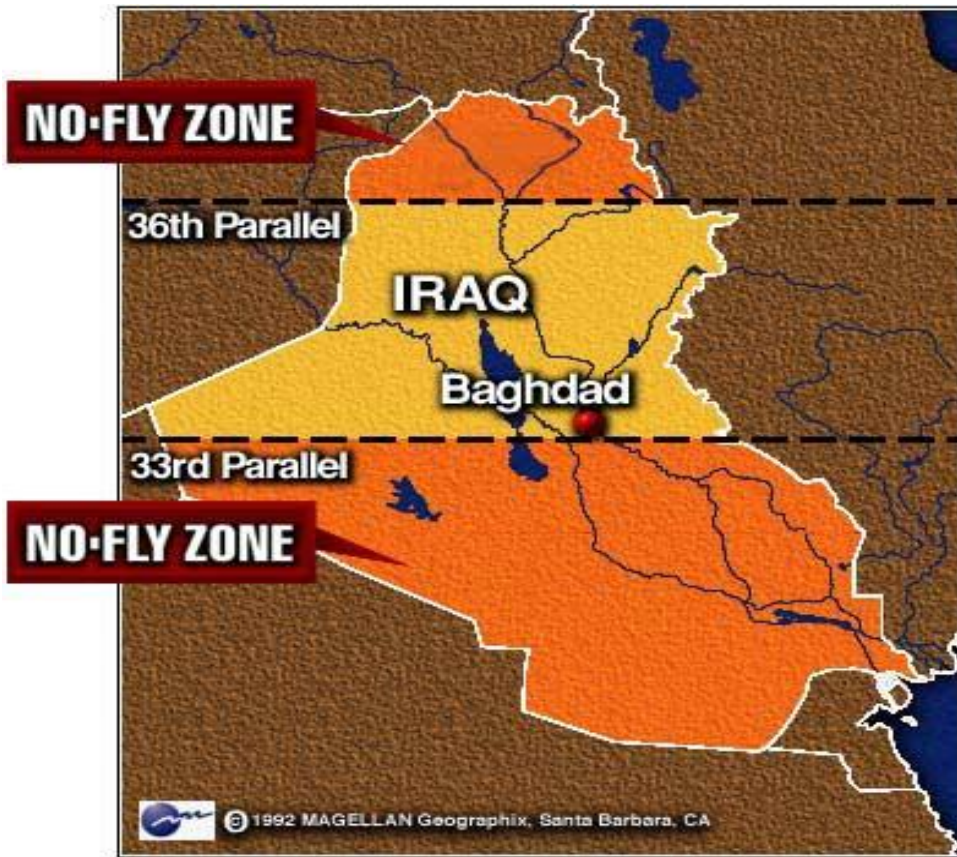 NO·FLY ZONE
36th Parallel
IRAQ
Baghdad
33rd Parallel
NO·FLY ZONE
© 1992 MAGELLAN Geographix, Santa Barbara, CA